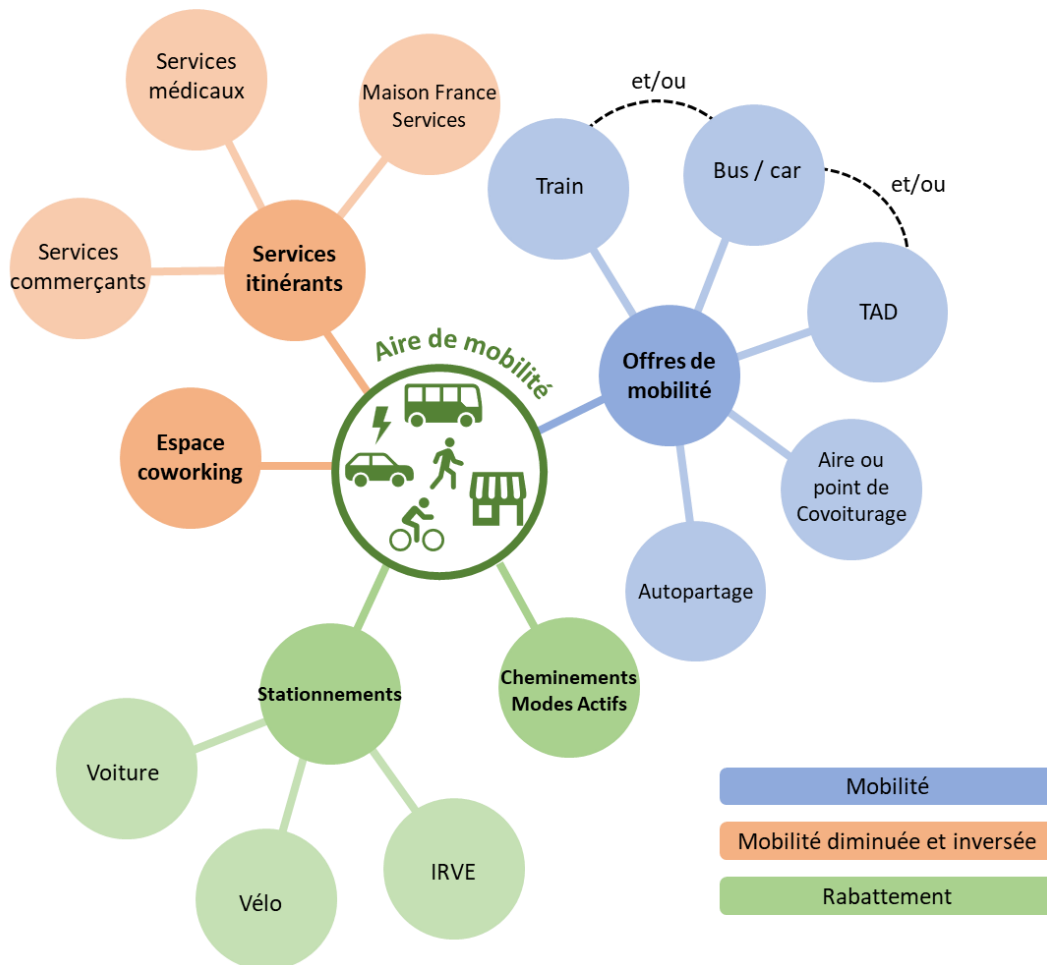 Services
médicaux
Maison France
Services
et/ou
Train
Bus / car
et/ou
Services
commerçants
Services
itinérants
TAD
Aire de mobilité
Offres de
mobilité
Espace
coworking
Aire ou
point de
Covoiturage
Autopartage
Stationnements
Cheminements
Modes Actifs
Voiture
Vélo
IRVE
Mobilité
Mobilité diminuée et inversée
Rabattement